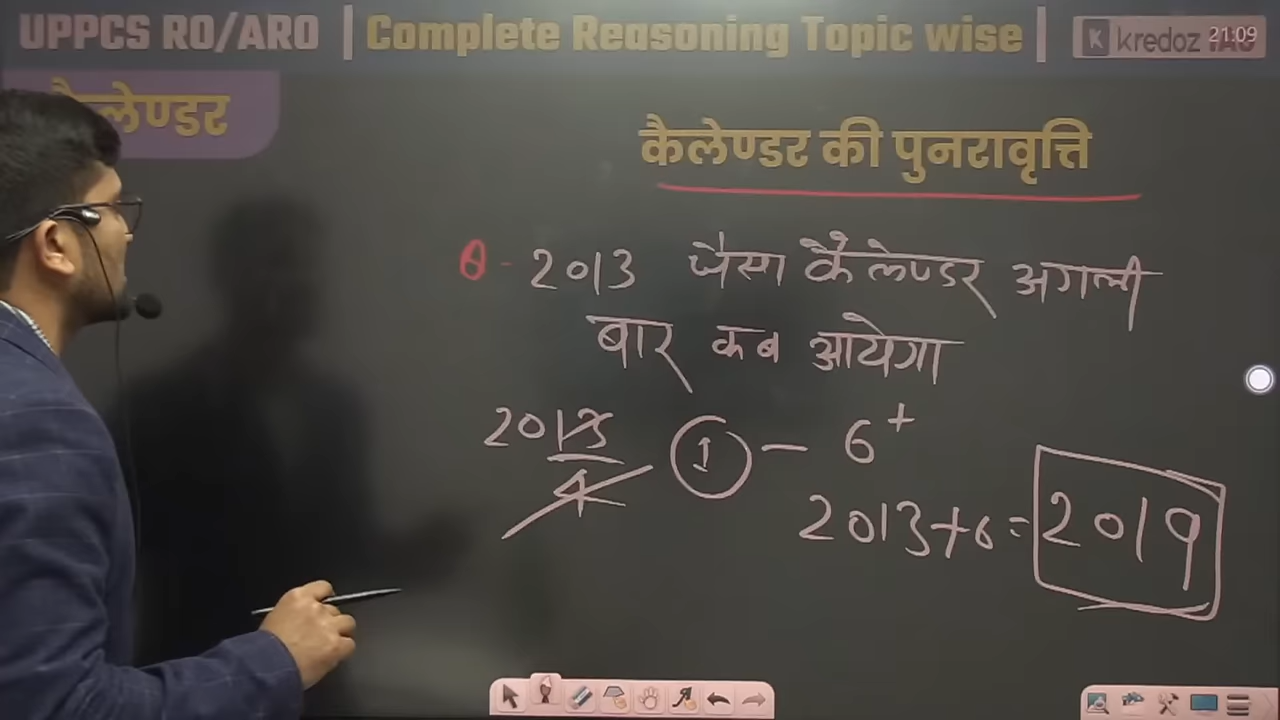 UPPCS RO/ARO | Complete Reasoning Topic wise |
K kredoz IAS
21:09
कैलेण्डर
कैलेण्डर की पुनरावृत्ति
Q - 2013 जैसा कैलेण्डर अगली
बार कब आयेगा
2013
4
1 - 6+
2013+6=2019